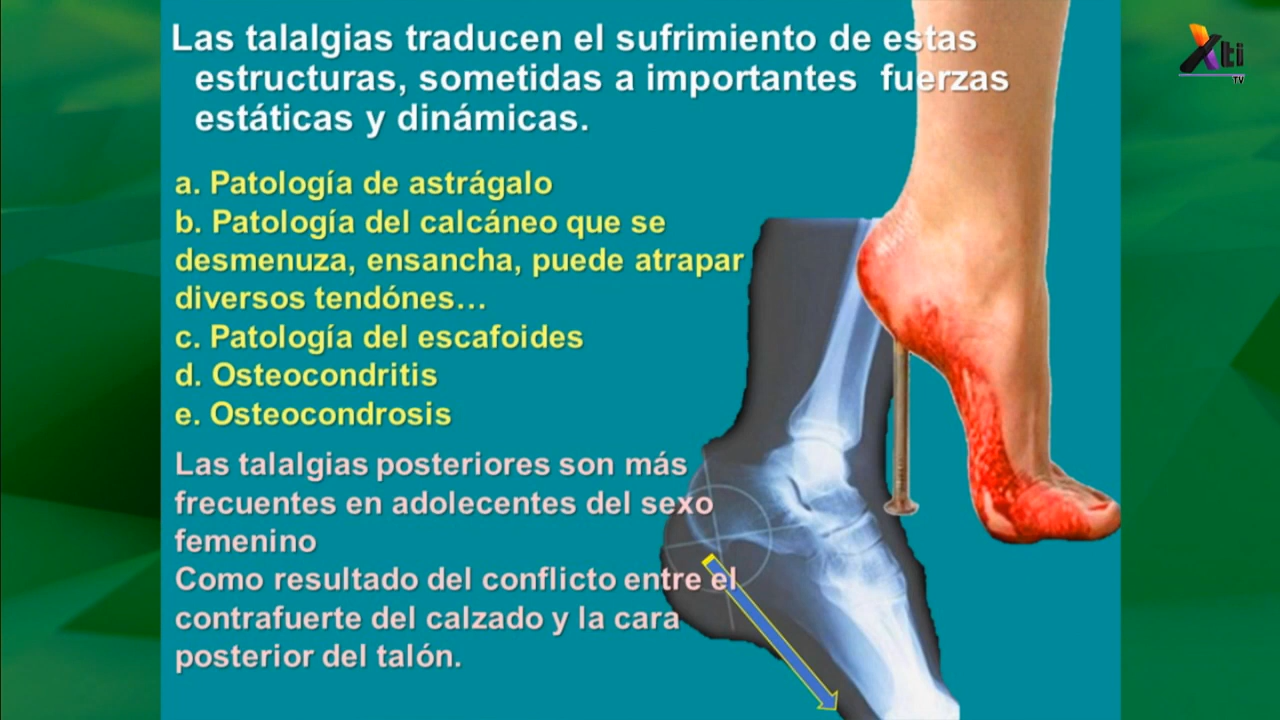 Las talalgias traducen el sufrimiento de estas
estructuras, sometidas a importantes fuerzas
estáticas y dinámicas.
a. Patología de astrágalo
b. Patología del calcáneo que se
desmenuza, ensancha, puede atrapar
diversos tendónes…
c. Patología del escafoides
d. Osteocondritis
e. Osteocondrosis
Las talalgias posteriores son más
frecuentes en adolecentes del sexo
femenino
Como resultado del conflicto entre el
contrafuerte del calzado y la cara
posterior del talón.
Xti
TV